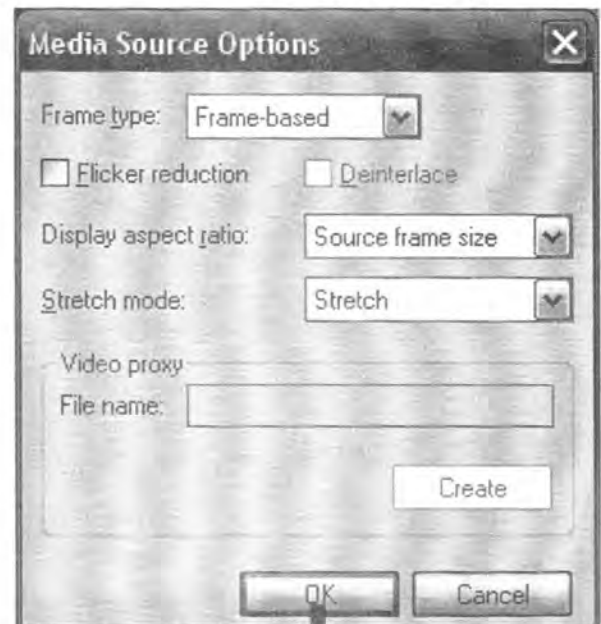 Media Source Options
Frame type: Frame-based
Flicker reduction Deinterlace
Display aspect ratio: Source frame size
Stretch mode: Stretch
Video proxy
File name:
Create
OK Cancel